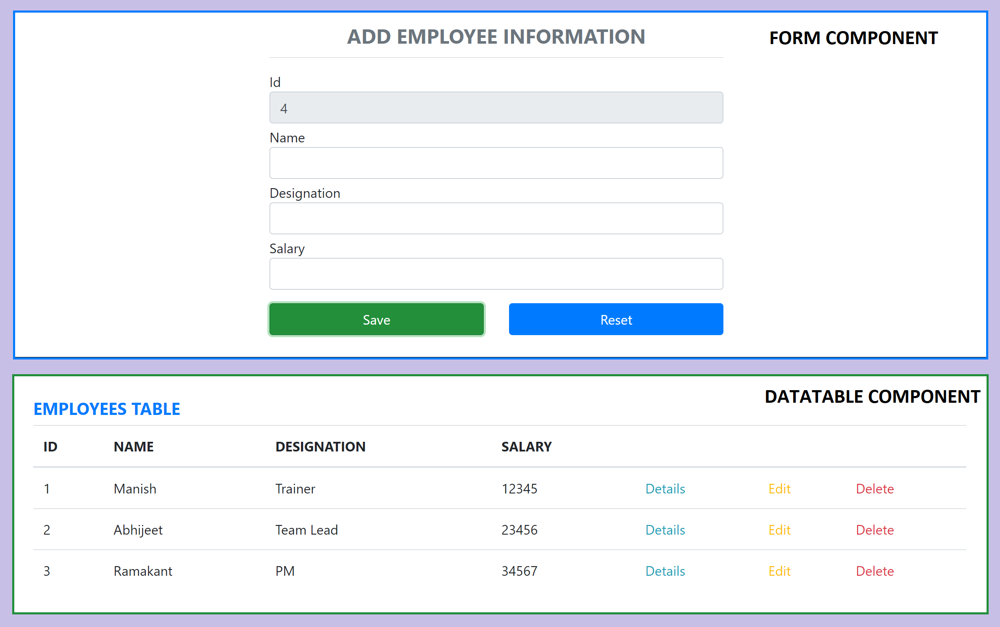 ADD EMPLOYEE INFORMATION FORM COMPONENT
Id
4
Name
Designation
Salary
Save Reset
DATATABLE COMPONENT
EMPLOYEES TABLE
ID NAME DESIGNATION SALARY
1 Manish Trainer 12345 Details Edit Delete
2 Abhijeet Team Lead 23456 Details Edit Delete
3 Ramakant PM 34567 Details Edit Delete